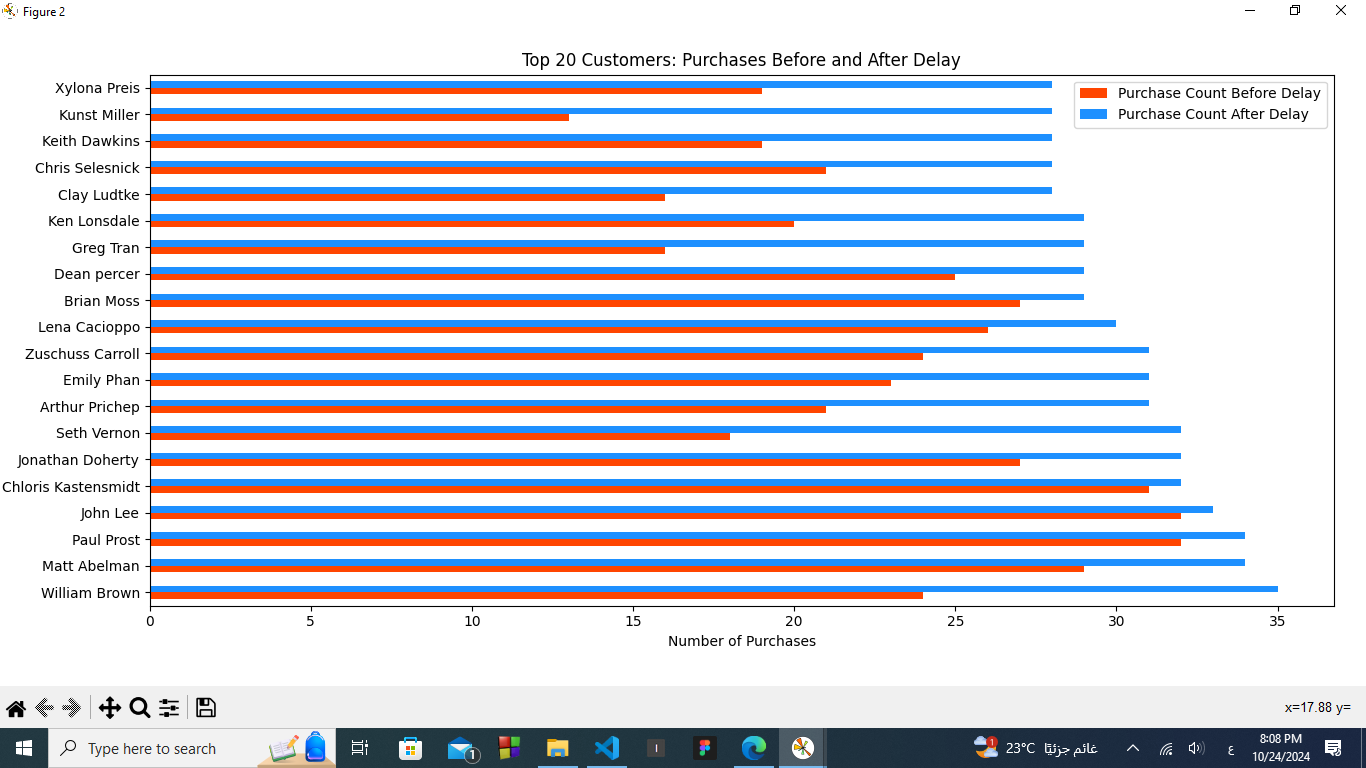 Figure 2
Top 20 Customers: Purchases Before and After Delay
Purchase Count Before Delay
Purchase Count After Delay
Xylona Preis
Kunst Miller
Keith Dawkins
Chris Selesnick
Clay Ludtke
Ken Lonsdale
Greg Tran
Dean percer
Brian Moss
Lena Cacioppo
Zuschuss Carroll
Emily Phan
Arthur Prichep
Seth Vernon
Jonathan Doherty
Chloris Kastensmidt
John Lee
Paul Prost
Matt Abelman
William Brown
0 5 10 15 20 25 30 35
Number of Purchases
x=17.88 y=
Type here to search
1
1
23°C غائم جزئيًا
ع
8:08 PM
10/24/2024